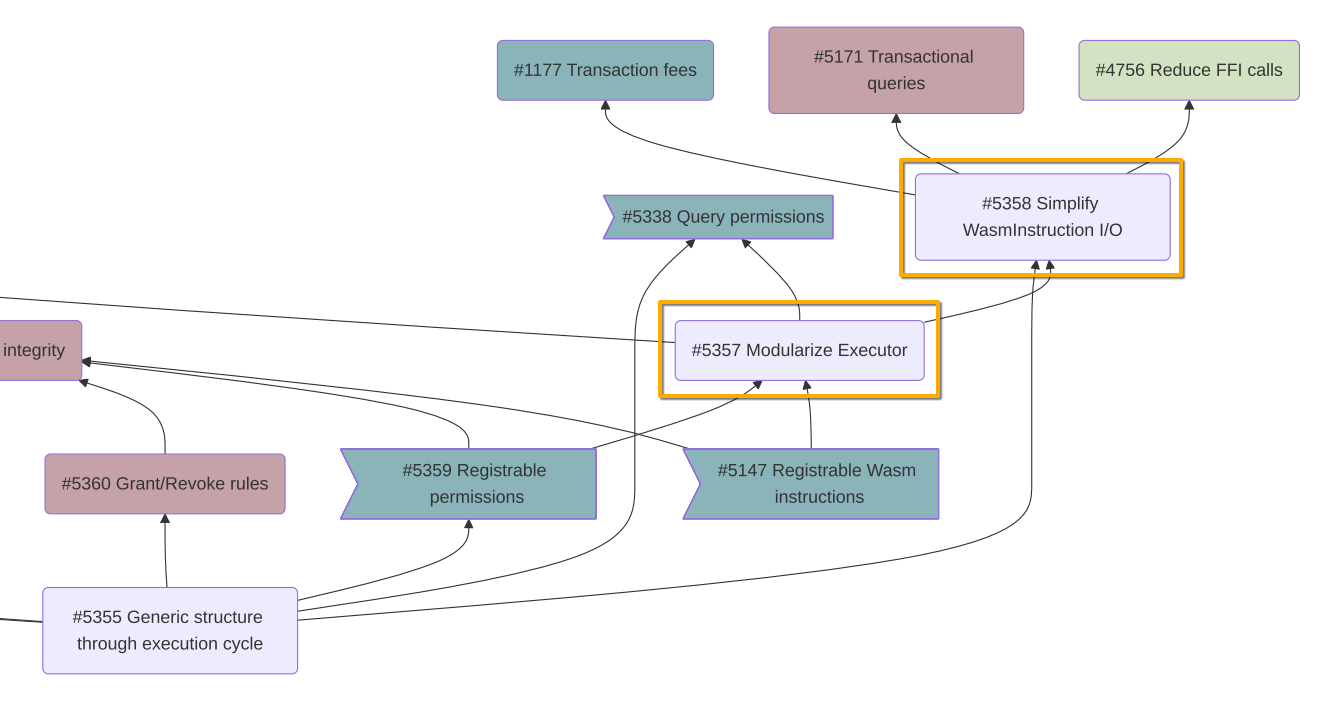 #1177 Transaction fees
#5171 Transactional
queries
#4756 Reduce FFI calls
#5338 Query permissions
#5358 Simplify
WasmInstruction I/O
integrity
#5357 Modularize Executor
#5360 Grant/Revoke rules
#5359 Registrable
permissions
#5147 Registrable Wasm
instructions
#5355 Generic structure
through execution cycle